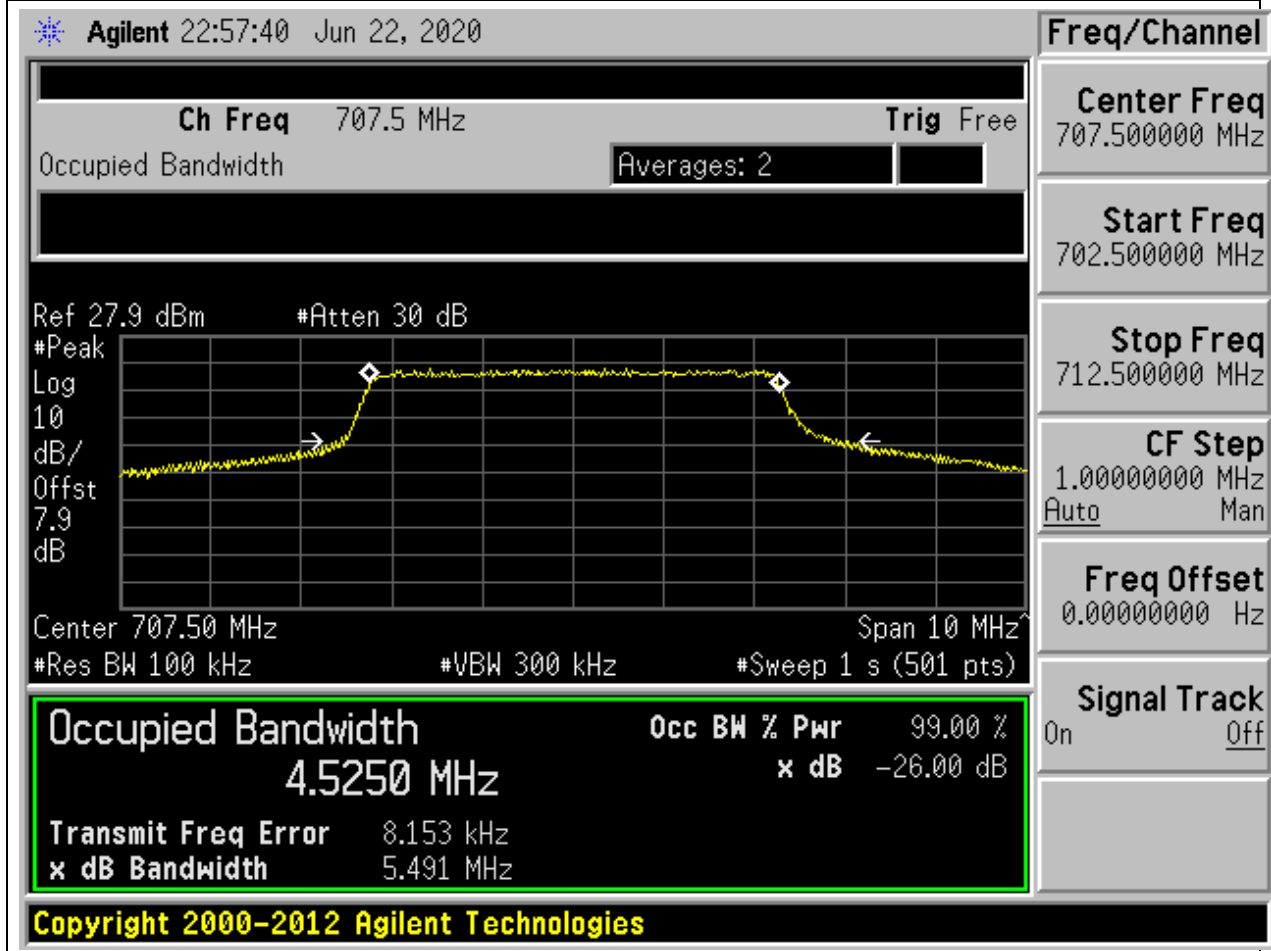 Agilent 22:57:40 Jun 22, 2020
Freq/Channel
Ch Freq 707.5 MHz
Trig Free
Occupied Bandwidth
Averages: 2
Ref 27.9 dBm #Atten 30 dB
#Peak
Log
10
dB/
Offst
7.9
dB
Center 707.50 MHz Span 10 MHz^
#Res BW 100 kHz #VBW 300 kHz #Sweep 1 s (501 pts)
Occupied Bandwidth
4.5250 MHz
Occ BW % Pwr 99.00 %
x dB -26.00 dB
Transmit Freq Error 8.153 kHz
x dB Bandwidth 5.491 MHz
Center Freq
707.500000 MHz
Start Freq
702.500000 MHz
Stop Freq
712.500000 MHz
CF Step
1.00000000 MHz
Auto Man
Freq Offset
0.00000000 Hz
Signal Track
On Off
Copyright 2000-2012 Agilent Technologies